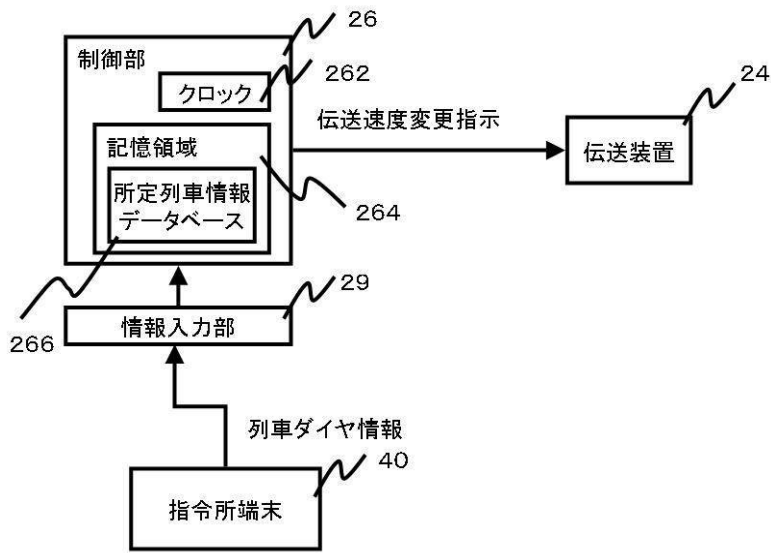 26
制御部
262
クロック
24
伝送速度変更指示
伝送装置
記憶領域
所定列車情報
データベース
264
29
情報入力部
266
列車ダイヤ情報
40
指令所端末